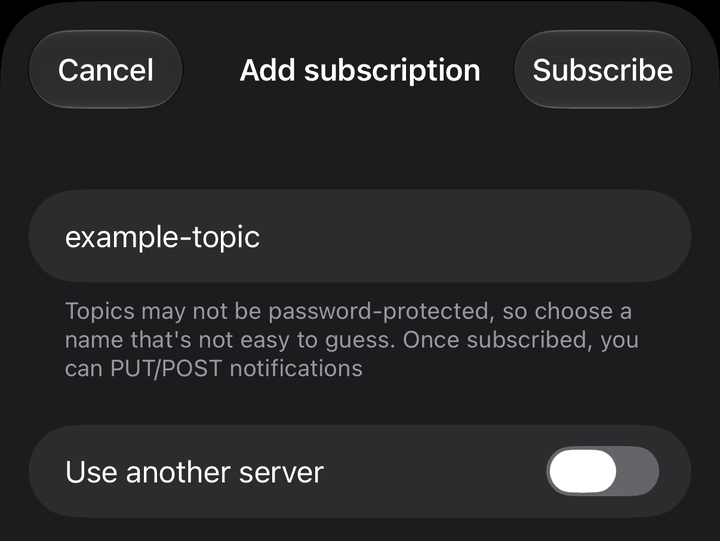 Cancel Add subscription Subscribe
example-topic
Topics may not be password-protected, so choose a
name that's not easy to guess. Once subscribed, you
can PUT/POST notifications
Use another server